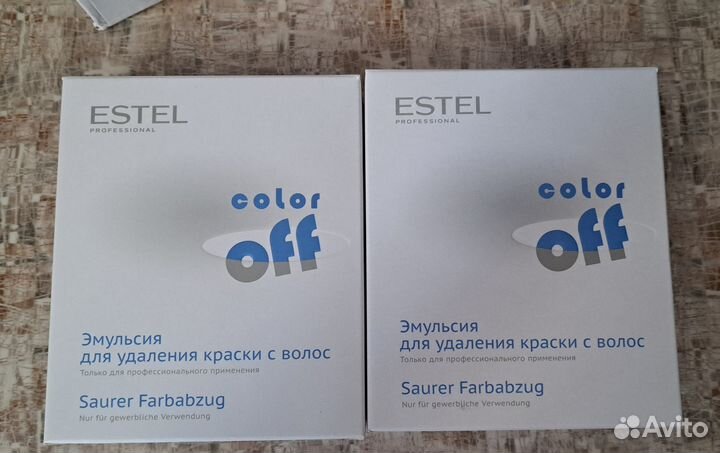 ESTEL
PROFESSIONAL
color
off
Эмульсия
для удаления краски с волос
Только для профессионального применения
Saurer Farbabzug
Nur für gewerbliche Verwendung
ESTEL
PROFESSIONAL
color
off
Эмульсия
для удаления краски с волос
Только для профессионального применения
Saurer Farbabzug
Nur für gewerbliche Verwendung
Avito